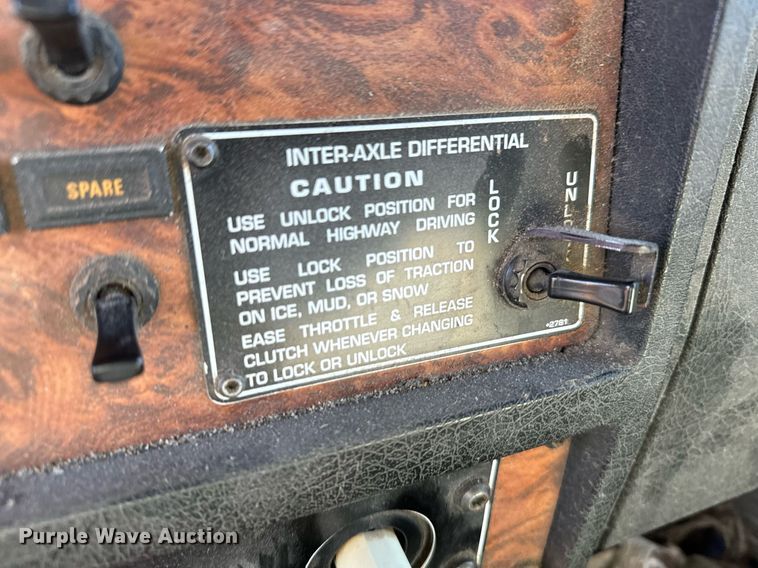 SPARE
INTER-AXLE DIFFERENTIAL
CAUTION
USE UNLOCK POSITION FOR
NORMAL HIGHWAY DRIVING
USE LOCK POSITION TO
PREVENT LOSS OF TRACTION
ON ICE, MUD, OR SNOW
EASE THROTTLE & RELEASE
CLUTCH WHENEVER CHANGING
TO LOCK OR UNLOCK
LOCK
+2781
Purple Wave Auction®